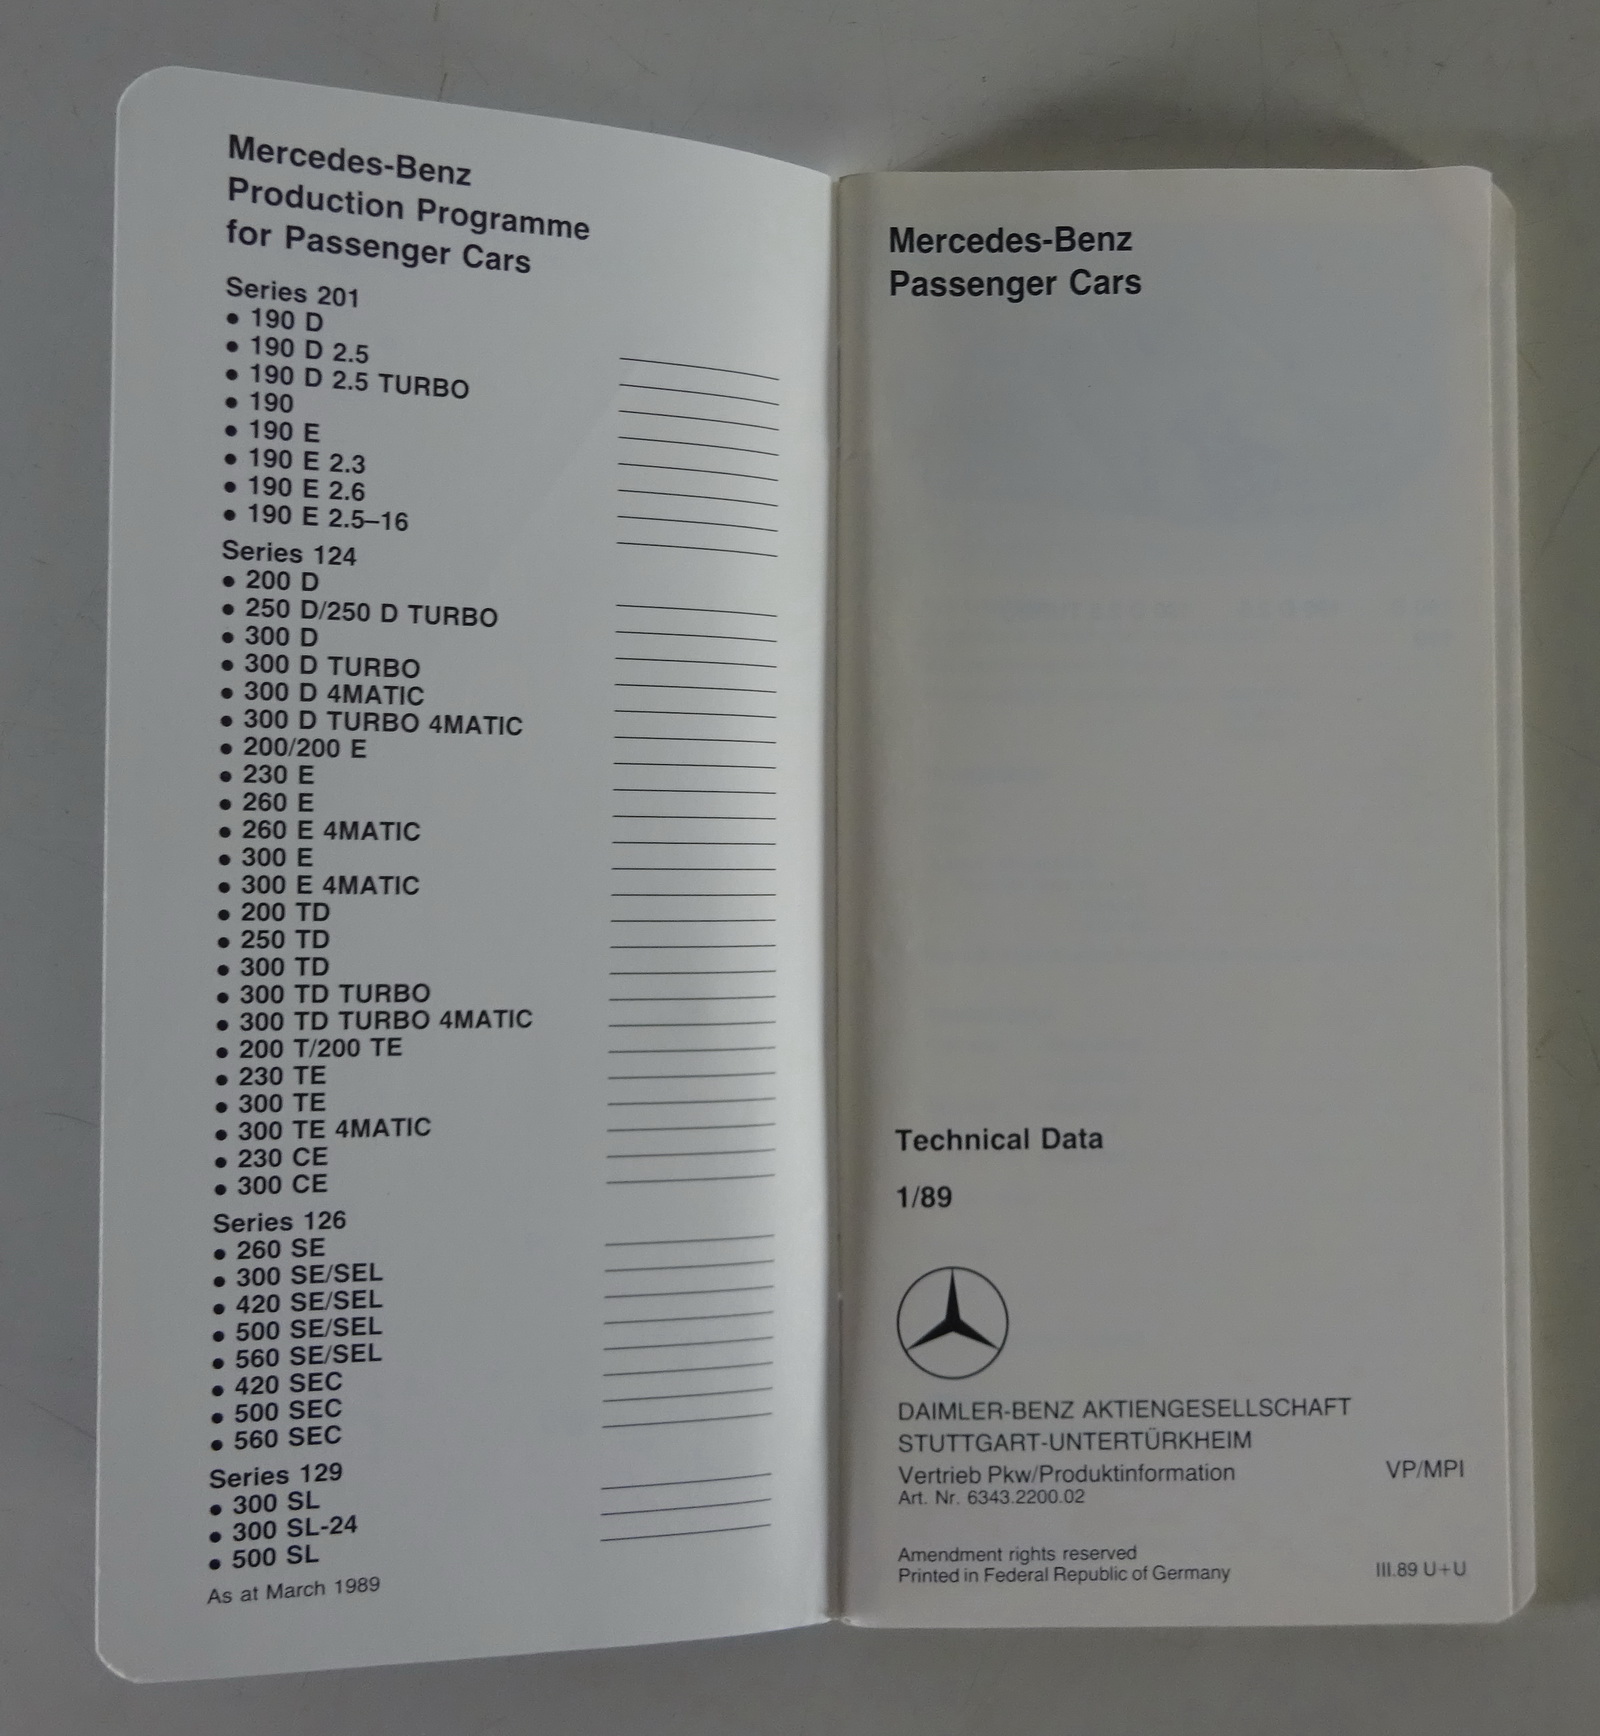 Mercedes-Benz
Production Programme
for Passenger Cars
Series 201
• 190 D
• 190 D 2.5
• 190 D 2.5 TURBO
• 190
• 190 E
• 190 E 2.3
• 190 E 2.6
• 190 E 2.5–16
Series 124
• 200 D
• 250 D/250 D TURBO
• 300 D
• 300 D TURBO
• 300 D 4MATIC
• 300 D TURBO 4MATIC
• 200/200 E
• 230 E
• 260 E
• 260 E 4MATIC
• 300 E
• 300 E 4MATIC
• 200 TD
• 250 TD
• 300 TD
• 300 TD TURBO
• 300 TD TURBO 4MATIC
• 200 T/200 TE
• 230 TE
• 300 TE
• 300 TE 4MATIC
• 230 CE
• 300 CE
Series 126
• 260 SE
• 300 SE/SEL
• 420 SE/SEL
• 500 SE/SEL
• 560 SE/SEL
• 420 SEC
• 500 SEC
• 560 SEC
Series 129
• 300 SL
• 300 SL-24
• 500 SL
As at March 1989
Mercedes-Benz
Passenger Cars
Technical Data
1/89
DAIMLER-BENZ AKTIENGESELLSCHAFT
STUTTGART-UNTERTÜRKHEIM
Vertrieb Pkw/Produktinformation VP/MPI
Art. Nr. 6343.2200.02
Amendment rights reserved
Printed in Federal Republic of Germany III.89 U+U